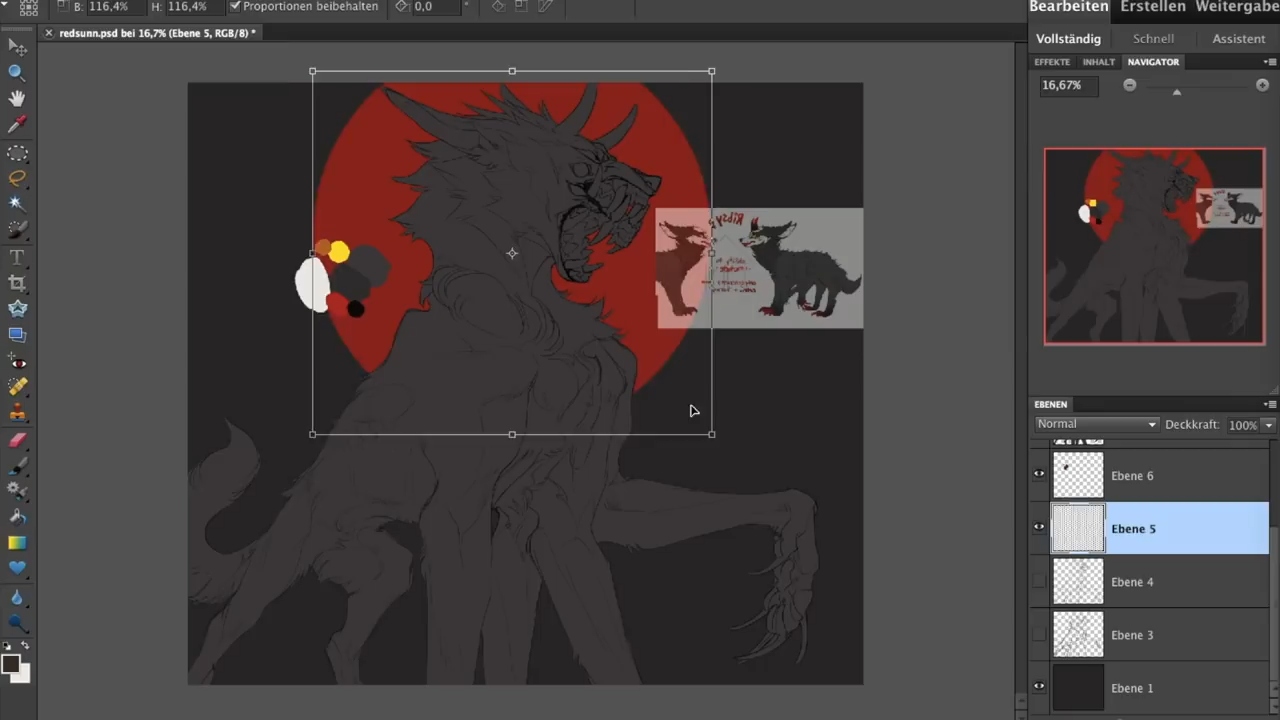 B: 116,4% H: 116,4% Proportionen beibehalten 0,0
Bearbeiten Erstellen Weitergabe
redsunn.psd bei 16,7% (Ebene 5, RGB/8) *
Vollständig Schnell Assistent
EFFEKTE INHALT NAVIGATOR
16,67%
EBENEN
Normal Deckkraft: 100%
Ebene 6
Ebene 5
Ebene 4
Ebene 3
Ebene 1